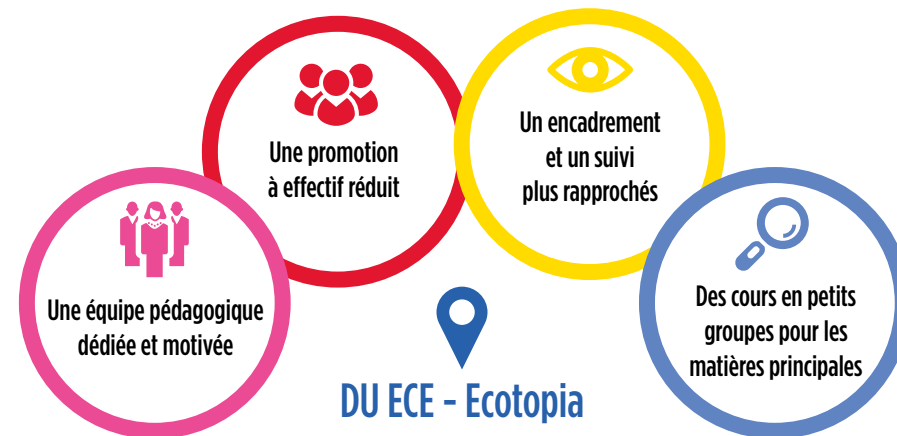 Une équipe pédagogique
dédiée et motivée
Une promotion
à effectif réduit
Un encadrement
et un suivi
plus rapprochés
Des cours en petits
groupes pour les
matières principales
DU ECE - Ecotopia